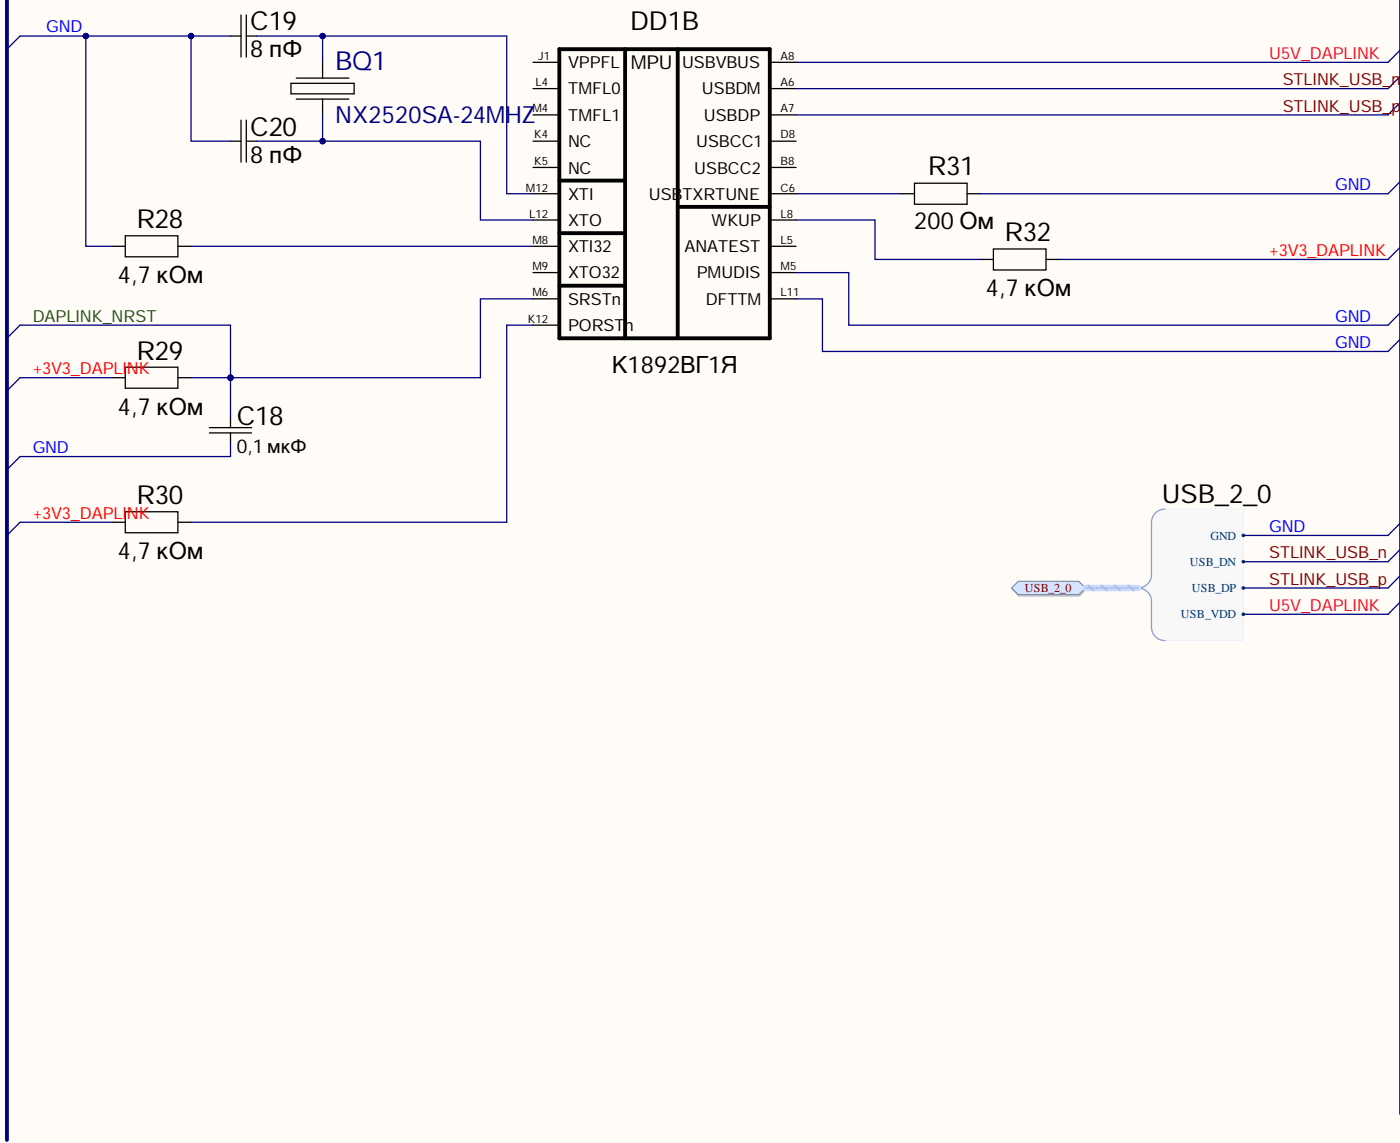 GND
C19
8 пФ
BQ1
NX2520SA-24MHZ
C20
8 пФ
R28
4,7 кОм
DAPLINK_NRST
R29
+3V3_DAPLINK
4,7 кОм
C18
0,1 мкФ
GND
R30
+3V3_DAPLINK
4,7 кОм
DD1B
J1 VPPFL MPU USBVBUS A8
L4 TMFL0 USBDM A6
M4 TMFL1 USBDP A7
K4 NC USBCC1 D8
K5 NC USBCC2 B8
M12 XTI USBTXRTUNE C6
L12 XTO WKUP L8
M8 XTI32 ANATEST L5
M9 XTO32 PMUDIS M5
M6 SRSTn DFTTM L11
K12 PORSTn
К1892ВГ1Я
U5V_DAPLINK
STLINK_USB_n
STLINK_USB_p
R31
200 Ом
GND
R32
4,7 кОм
+3V3_DAPLINK
GND
GND
USB_2_0
USB_2_0
GND GND
USB_DN STLINK_USB_n
USB_DP STLINK_USB_p
USB_VDD U5V_DAPLINK